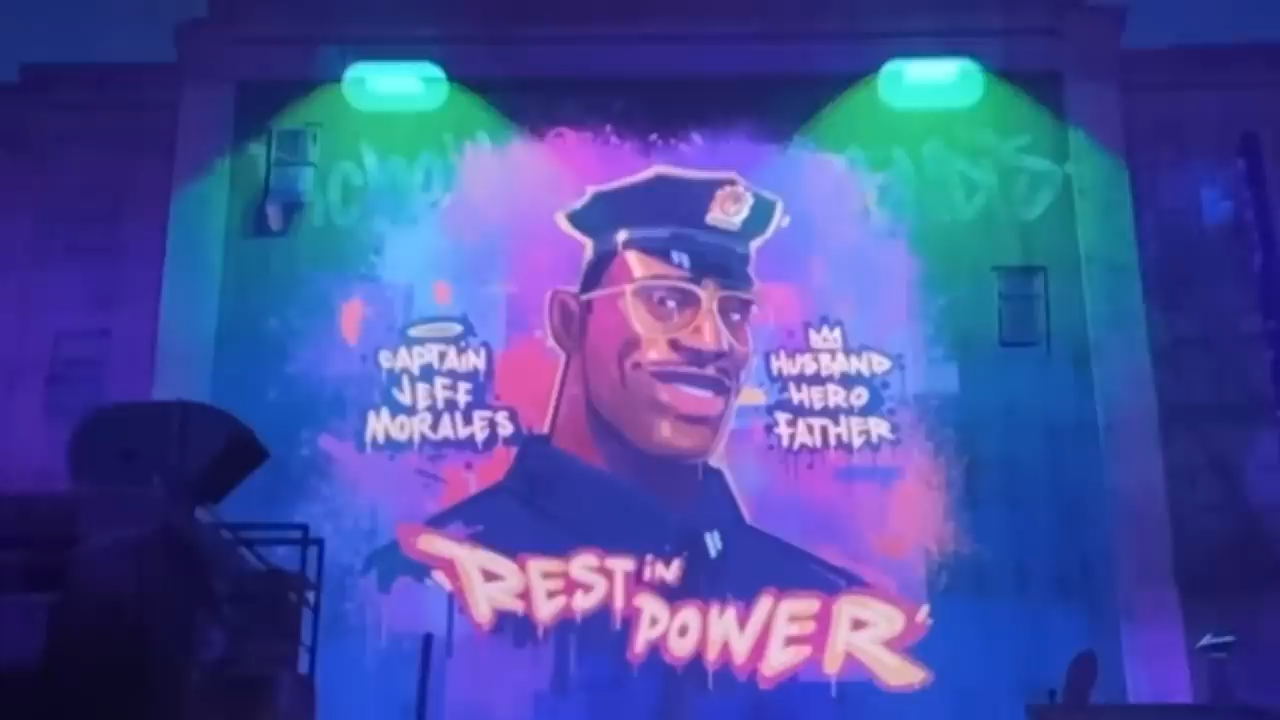 CAPTAIN
JEFF
MORALES
HUSBAND
HERO
FATHER
REST IN
POWER